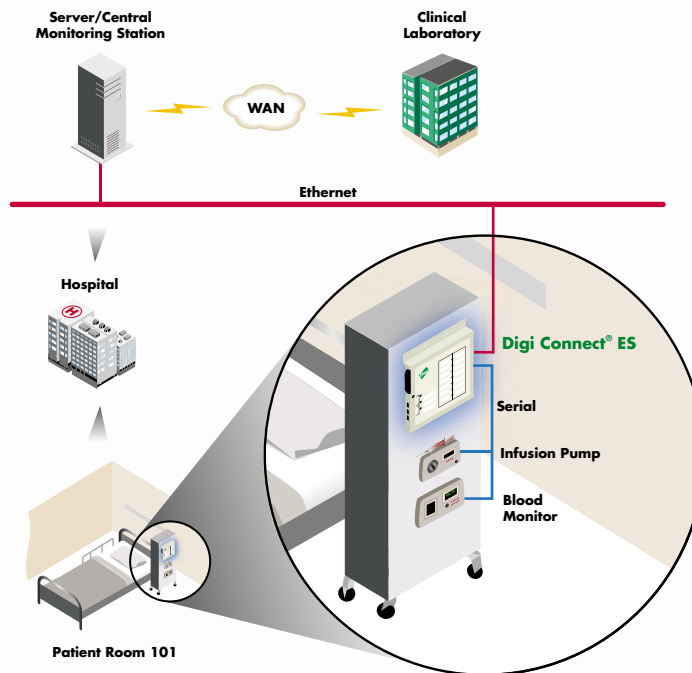 Server/Central
Monitoring Station
Clinical
Laboratory
WAN
Ethernet
Hospital
H
Digi Connect® ES
Serial
Infusion Pump
Blood
Monitor
Patient Room 101